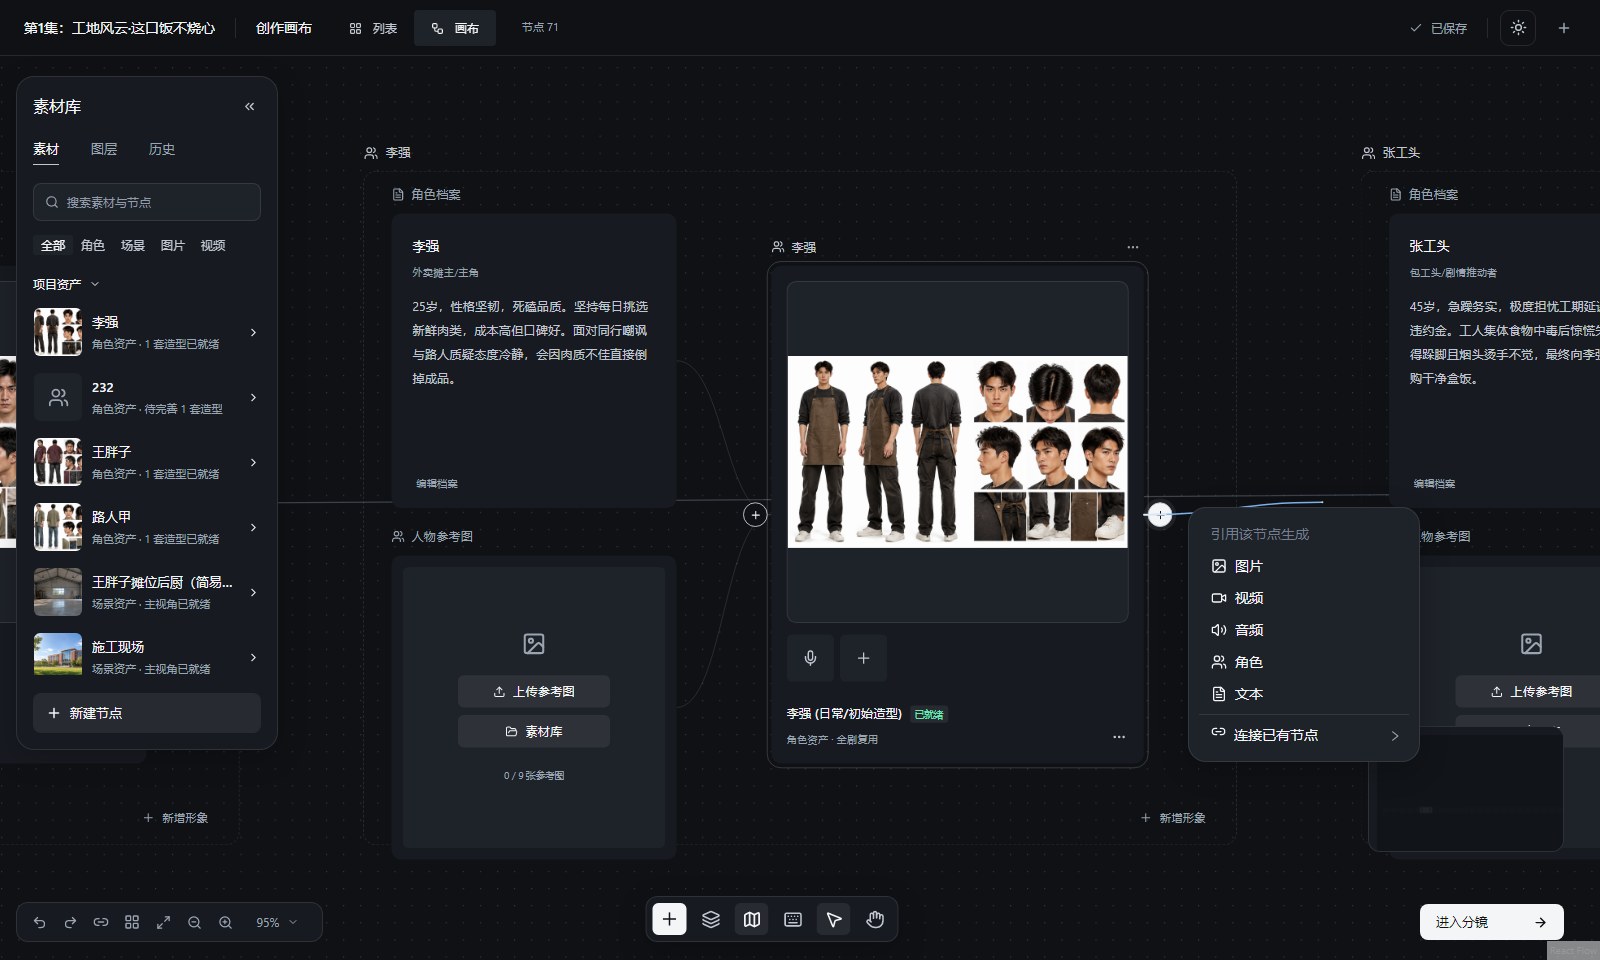 第1集：工地风云·这口饭不烧心
创作画布
列表
画布
节点 71
已保存
素材库
素材
图层
历史
搜索素材与节点
全部
角色
场景
图片
视频
项目资产
李强
角色资产 · 1 套造型已就绪
232
角色资产 · 待完善 1 套造型
王胖子
角色资产 · 1 套造型已就绪
路人甲
角色资产 · 1 套造型已就绪
王胖子摊位后厨（简易...
场景资产 · 主视角已就绪
施工现场
场景资产 · 主视角已就绪
新建节点
新增形象
李强
角色档案
李强
外卖摊主/主角
25岁，性格坚韧，死磕品质。坚持每日挑选
新鲜肉类，成本高但口碑好。面对同行嘲讽
与路人质疑态度冷静，会因肉质不佳直接倒
掉成品。
编辑档案
人物参考图
上传参考图
素材库
0 / 9 张参考图
李强
李强 (日常/初始造型)
已就绪
角色资产 · 全剧复用
新增形象
引用该节点生成
图片
视频
音频
角色
文本
连接已有节点
张工头
角色档案
张工头
包工头/剧情推动者
45岁，急躁务实，极度担忧工期延
违约金。工人集体食物中毒后惊慌
得跺脚且烟头烫手不觉，最终向李
购干净盒饭。
编辑档案
物参考图
上传参考图
95%
进入分镜
React Flow